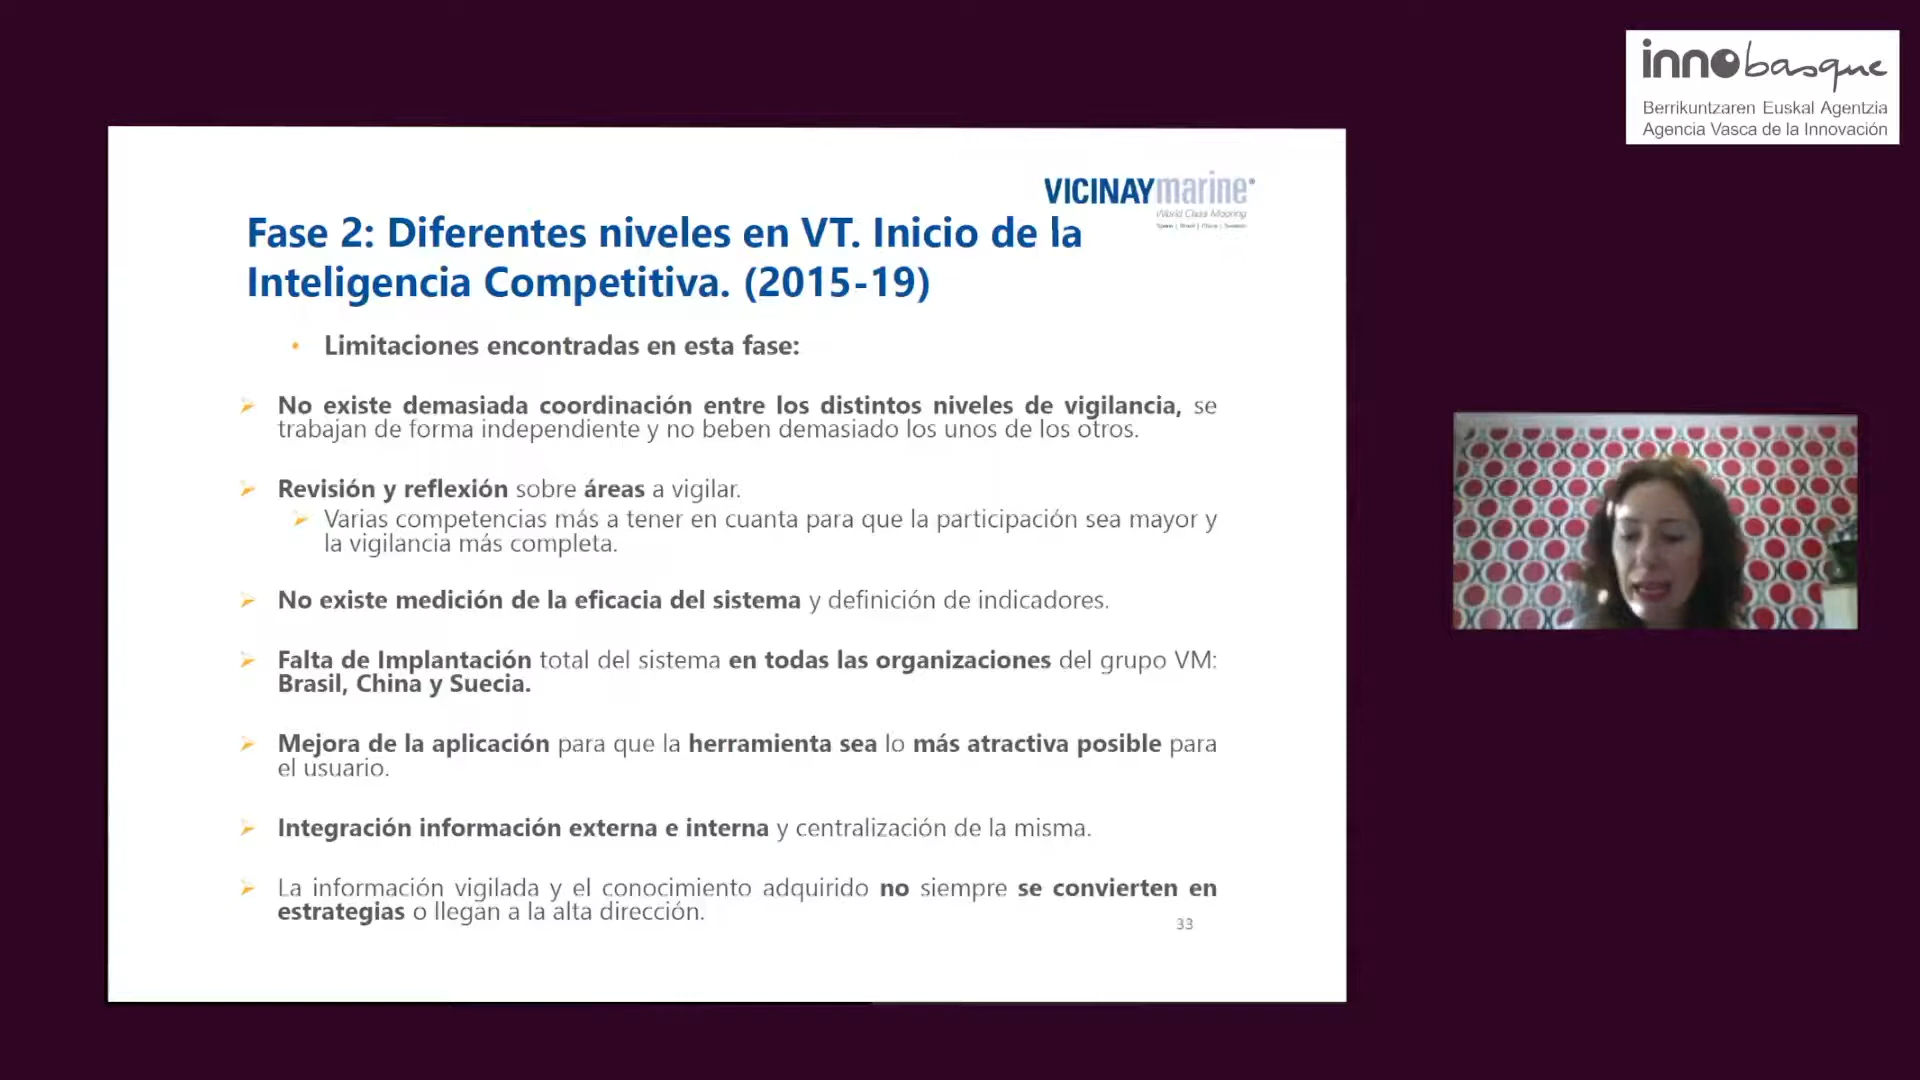 innobasque
Berrikuntzaren Euskal Agentzia
Agencia Vasca de la Innovación
VICINAYmarine®
World Class Mooring
Spain | Brasil | China | Sweden
Fase 2: Diferentes niveles en VT. Inicio de la
Inteligencia Competitiva. (2015-19)
• Limitaciones encontradas en esta fase:
➢ No existe demasiada coordinación entre los distintos niveles de vigilancia, se
trabajan de forma independiente y no beben demasiado los unos de los otros.
➢ Revisión y reflexión sobre áreas a vigilar.
➢ Varias competencias más a tener en cuanta para que la participación sea mayor y
la vigilancia más completa.
➢ No existe medición de la eficacia del sistema y definición de indicadores.
➢ Falta de Implantación total del sistema en todas las organizaciones del grupo VM:
Brasil, China y Suecia.
➢ Mejora de la aplicación para que la herramienta sea lo más atractiva posible para
el usuario.
➢ Integración información externa e interna y centralización de la misma.
➢ La información vigilada y el conocimiento adquirido no siempre se convierten en
estrategias o llegan a la alta dirección.
33